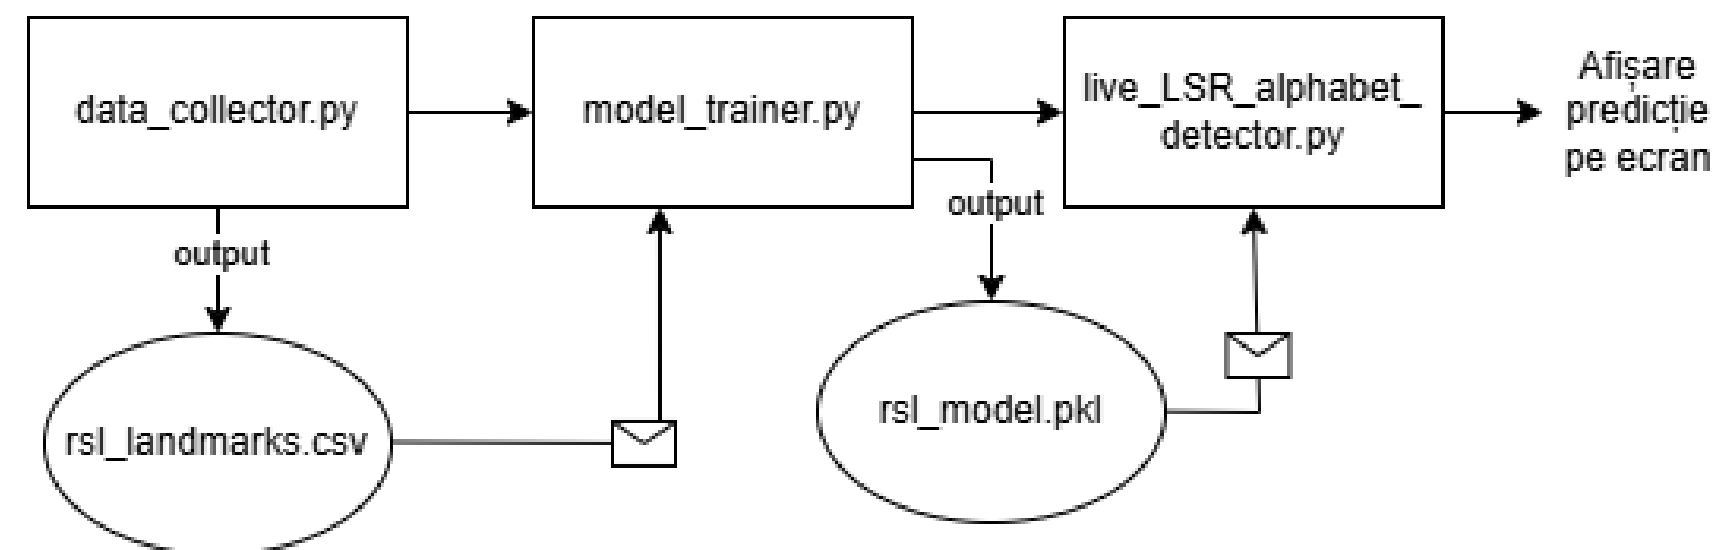 data_collector.py
model_trainer.py
live_LSR_alphabet_
detector.py
Afișare
predicție
pe ecran
output
output
rsl_landmarks.csv
rsl_model.pkl